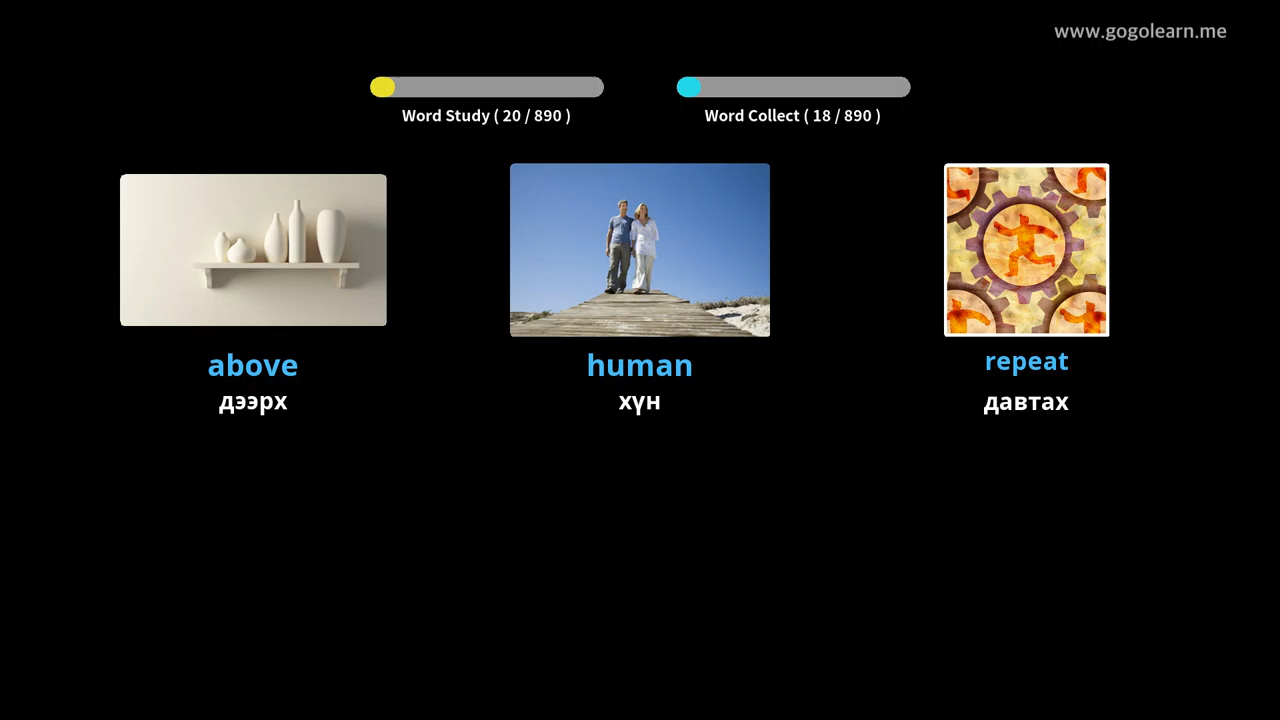 www.gogolearn.me
Word Study ( 20 / 890 )
Word Collect ( 18 / 890 )
above
дээрх
human
хүн
repeat
давтах